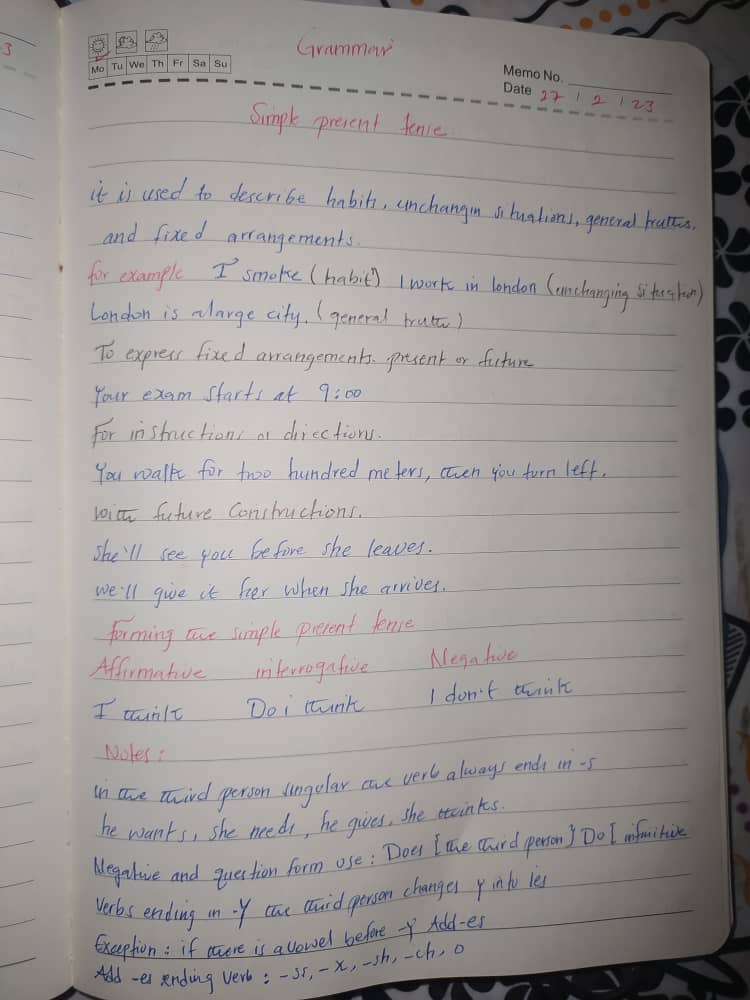 3
Grammar
Mo Tu We Th Fr Sa Su
Memo No.
Date 27 / 2 / 23
Simple present tense
it is used to describe habits, unchangin situations, general truths,
and fixed arrangements.
for example I smoke (habit) I work in london (unchanging situation)
London is a large city. (general truth)
To express fixed arrangements. present or future
Your exam starts at 9:00
For instructions or directions.
You walk for two hundred meters, then you turn left.
with future Constructions.
She'll see you before she leaves.
we'll give it her when she arrives.
Forming the simple present tense
Affirmative interrogative Negative
I think Do i think I don't think
Notes:
in the third person singular the verb always ends in -s
he wants, she needs, he gives, she thinks.
Negative and question form use: Does [the third person] Do [infinitive
Verbs ending in -Y the third person changes y into ies
Exception: if there is a vowel before -y Add -es
Add -es ending verb: -ss, -x, -sh, -ch, o